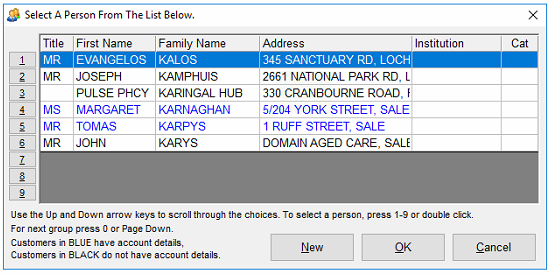 Select A Person From The List Below.
Title First Name Family Name Address Institution Cat
1 MR EVANGELOS KALOS 345 SANCTUARY RD, LOCH
2 MR JOSEPH KAMPHUIS 2661 NATIONAL PARK RD, L
3 PULSE PHCY KARINGAL HUB 330 CRANBOURNE ROAD, F
4 MS MARGARET KARNAGHAN 5/204 YORK STREET, SALE
5 MR TOMAS KARPYS 1 RUFF STREET, SALE
6 MR JOHN KARYS DOMAIN AGED CARE, SALE
7
8
9
Use the Up and Down arrow keys to scroll through the choices. To select a person, press 1-9 or double click.
For next group press 0 or Page Down.
Customers in BLUE have account details,
Customers in BLACK do not have account details.
New OK Cancel